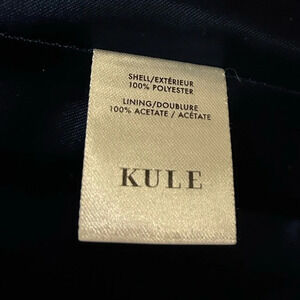 SHELL/EXTÉRIEUR
100% POLYESTER
LINING/DOUBLURE
100% ACETATE / ACÉTATE
KULE